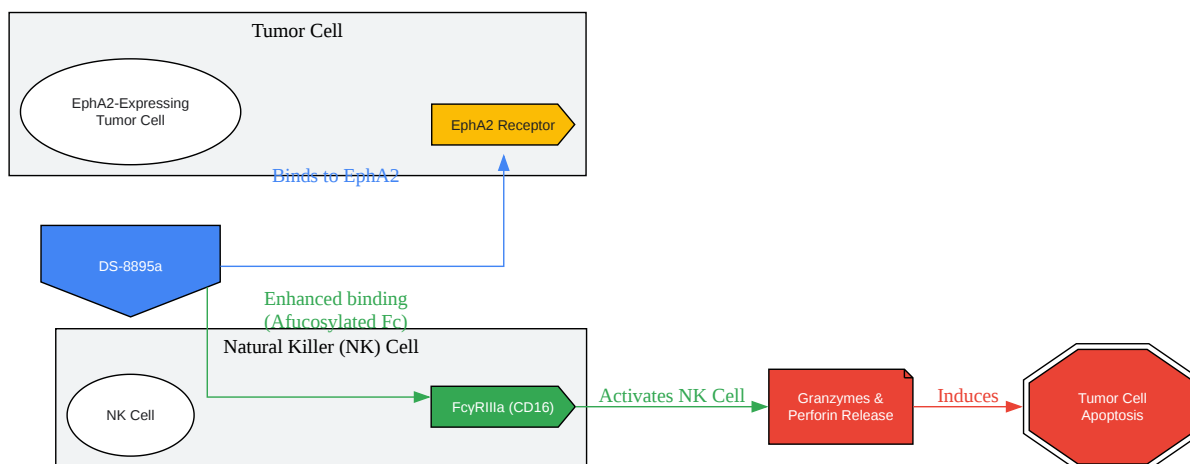 Tumor Cell
EphA2-Expressing
Tumor Cell
EphA2 Receptor
Binds to EphA2
DS-8895a
Enhanced binding
(Afucosylated Fc)
Natural Killer (NK) Cell
NK Cell
FcγRIIIa (CD16)
Activates NK Cell
Granzymes &
Perforin Release
Induces
Tumor Cell
Apoptosis